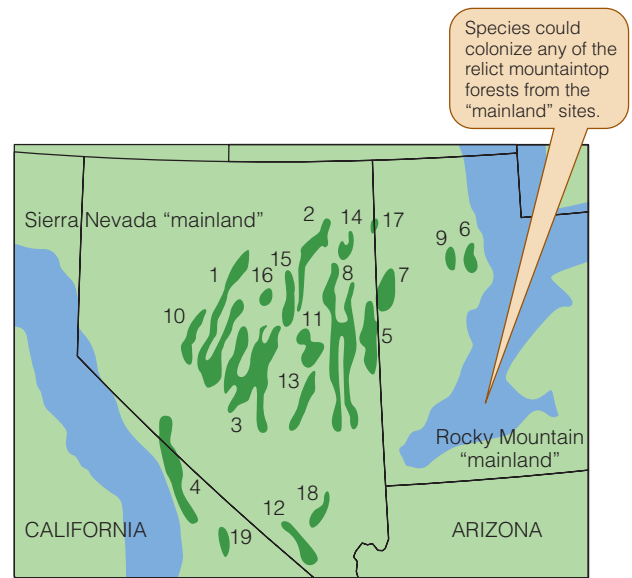 Species could
colonize any of the
relict mountaintop
forests from the
“mainland” sites.
Sierra Nevada “mainland”
2
14
17
9
6
15
1
16
8
7
10
11
5
13
3
Rocky Mountain
“mainland”
4
18
12
19
CALIFORNIA
ARIZONA